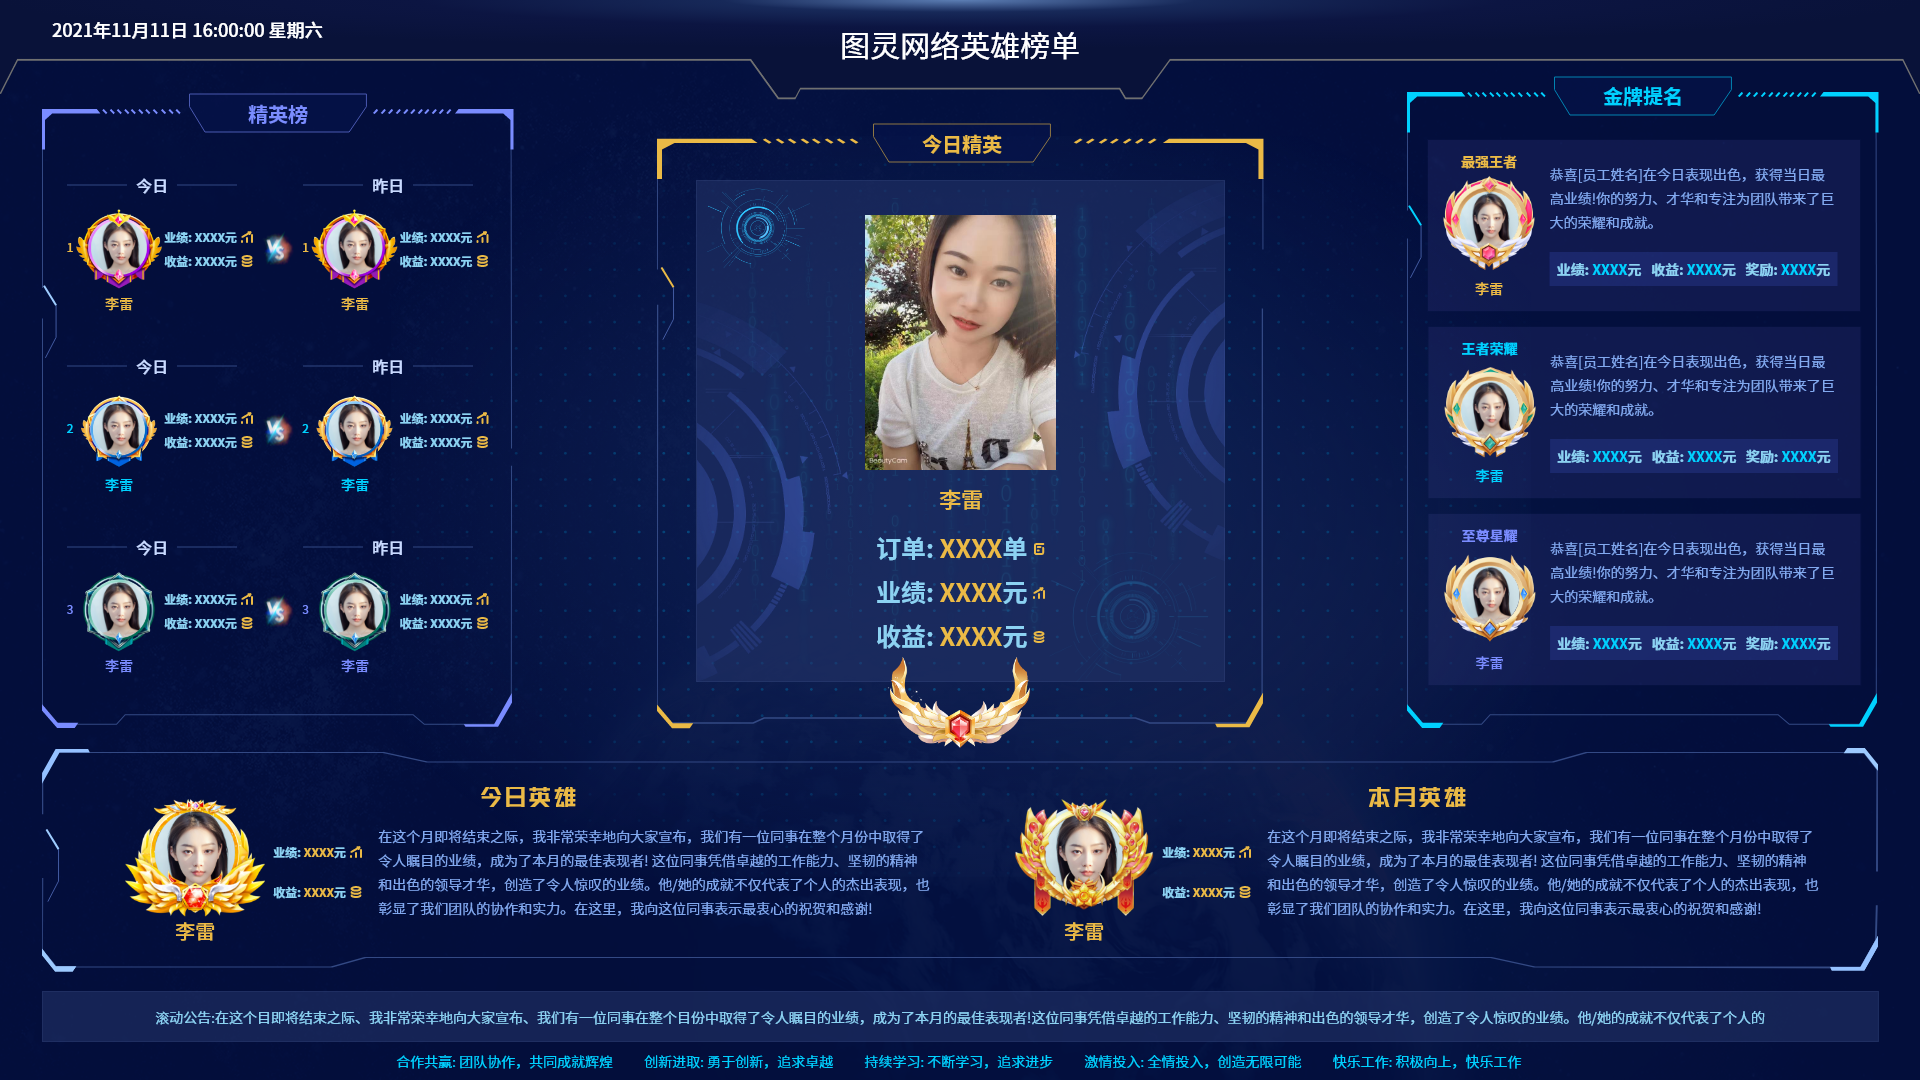 2021年11月11日 16:00:00 星期六
图灵网络英雄榜单
精英榜
今日
昨日
1
业绩: XXXX元
收益: XXXX元
VS
1
业绩: XXXX元
收益: XXXX元
李雷
李雷
今日
昨日
2
业绩: XXXX元
收益: XXXX元
VS
2
业绩: XXXX元
收益: XXXX元
李雷
李雷
今日
昨日
3
业绩: XXXX元
收益: XXXX元
VS
3
业绩: XXXX元
收益: XXXX元
李雷
李雷
今日精英
BeautyCam
李雷
订单: XXXX单
业绩: XXXX元
收益: XXXX元
金牌提名
最强王者
恭喜[员工姓名]在今日表现出色，获得当日最
高业绩!你的努力、才华和专注为团队带来了巨
大的荣耀和成就。
业绩: XXXX元 收益: XXXX元 奖励: XXXX元
李雷
王者荣耀
恭喜[员工姓名]在今日表现出色，获得当日最
高业绩!你的努力、才华和专注为团队带来了巨
大的荣耀和成就。
业绩: XXXX元 收益: XXXX元 奖励: XXXX元
李雷
至尊星耀
恭喜[员工姓名]在今日表现出色，获得当日最
高业绩!你的努力、才华和专注为团队带来了巨
大的荣耀和成就。
业绩: XXXX元 收益: XXXX元 奖励: XXXX元
李雷
今日英雄
业绩: XXXX元
收益: XXXX元
李雷
在这个月即将结束之际，我非常荣幸地向大家宣布，我们有一位同事在整个月份中取得了
令人瞩目的业绩，成为了本月的最佳表现者! 这位同事凭借卓越的工作能力、坚韧的精神
和出色的领导才华，创造了令人惊叹的业绩。他/她的成就不仅代表了个人的杰出表现，也
彰显了我们团队的协作和实力。在这里，我向这位同事表示最衷心的祝贺和感谢!
本月英雄
业绩: XXXX元
收益: XXXX元
李雷
在这个月即将结束之际，我非常荣幸地向大家宣布，我们有一位同事在整个月份中取得了
令人瞩目的业绩，成为了本月的最佳表现者! 这位同事凭借卓越的工作能力、坚韧的精神
和出色的领导才华，创造了令人惊叹的业绩。他/她的成就不仅代表了个人的杰出表现，也
彰显了我们团队的协作和实力。在这里，我向这位同事表示最衷心的祝贺和感谢!
滚动公告:在这个目即将结束之际、我非常荣幸地向大家宣布、我们有一位同事在整个目份中取得了令人瞩目的业绩，成为了本月的最佳表现者!这位同事凭借卓越的工作能力、坚韧的精神和出色的领导才华，创造了令人惊叹的业绩。他/她的成就不仅代表了个人的
合作共赢: 团队协作，共同成就辉煌 创新进取: 勇于创新，追求卓越 持续学习: 不断学习，追求进步 激情投入: 全情投入，创造无限可能 快乐工作: 积极向上，快乐工作